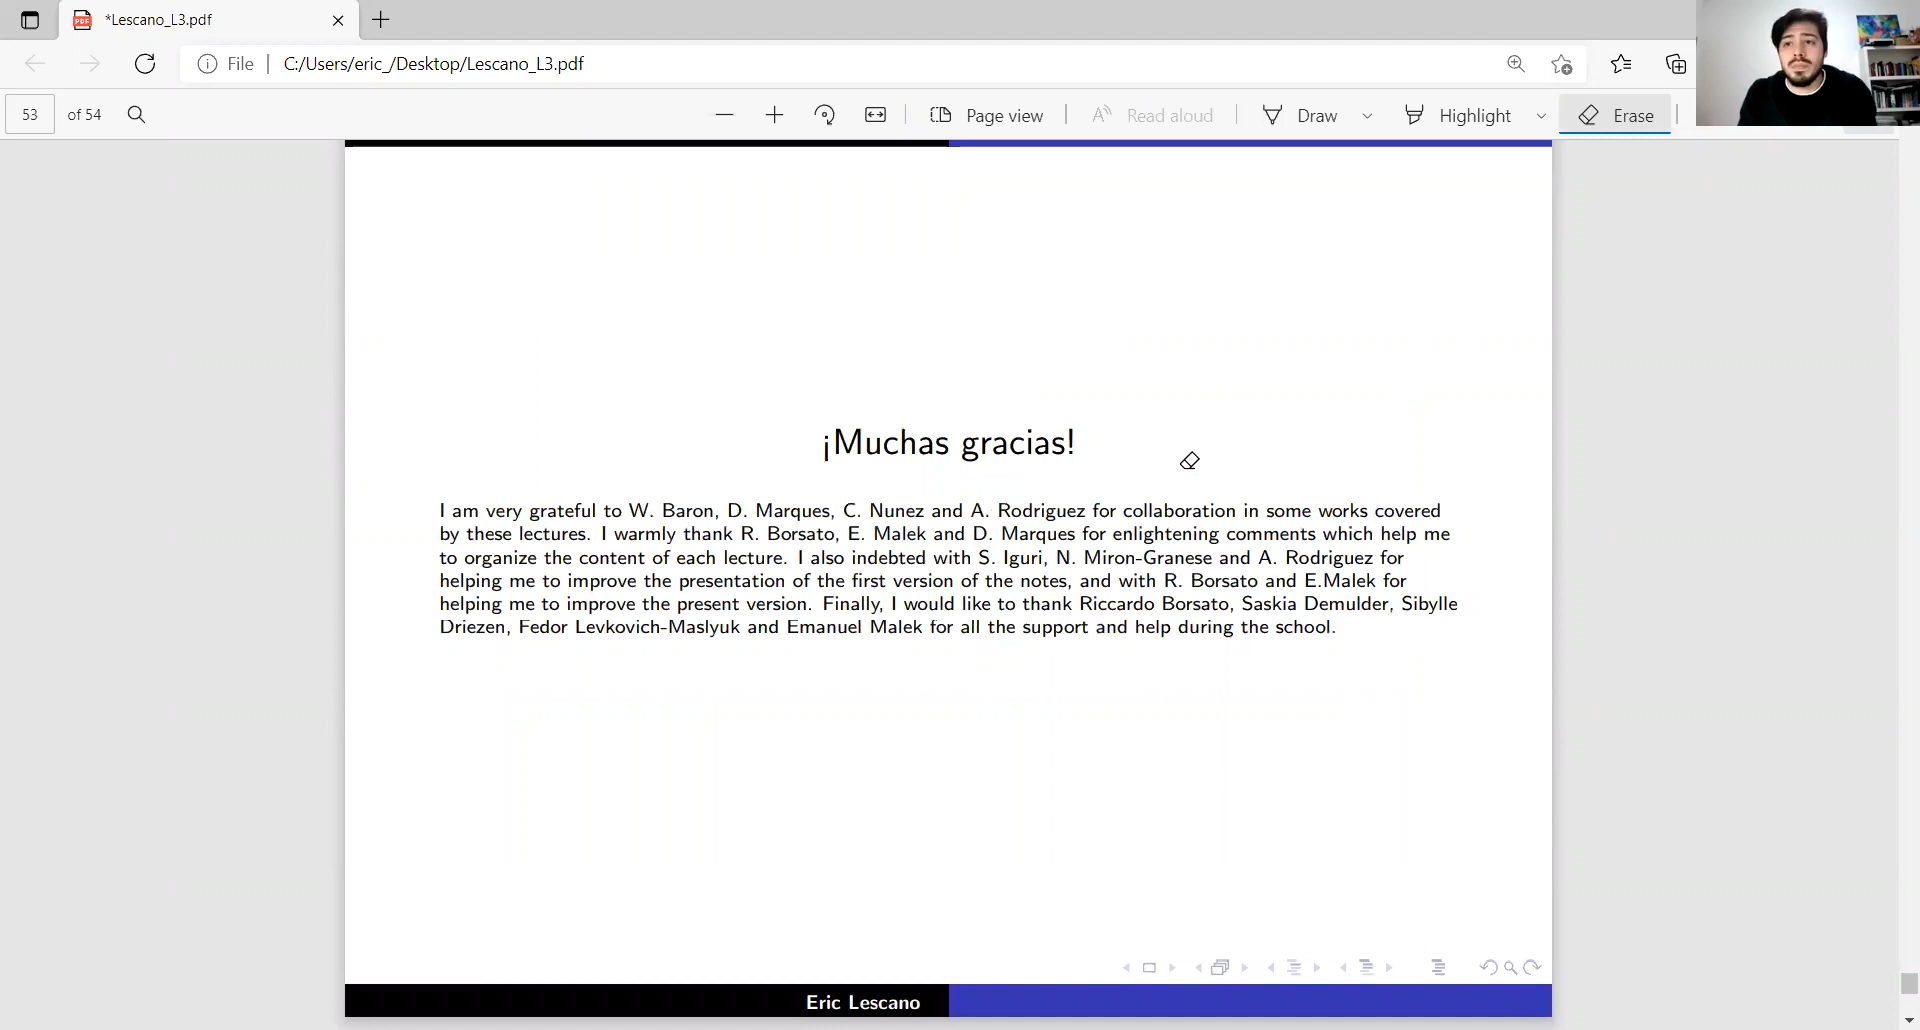 *Lescano_L3.pdf
File
C:/Users/eric_/Desktop/Lescano_L3.pdf
53 of 54
Page view
Read aloud
Draw
Highlight
Erase
¡Muchas gracias!
I am very grateful to W. Baron, D. Marques, C. Nunez and A. Rodriguez for collaboration in some works covered
by these lectures. I warmly thank R. Borsato, E. Malek and D. Marques for enlightening comments which help me
to organize the content of each lecture. I also indebted with S. Iguri, N. Miron-Granese and A. Rodriguez for
helping me to improve the presentation of the first version of the notes, and with R. Borsato and E.Malek for
helping me to improve the present version. Finally, I would like to thank Riccardo Borsato, Saskia Demulder, Sibylle
Driezen, Fedor Levkovich-Maslyuk and Emanuel Malek for all the support and help during the school.
Eric Lescano